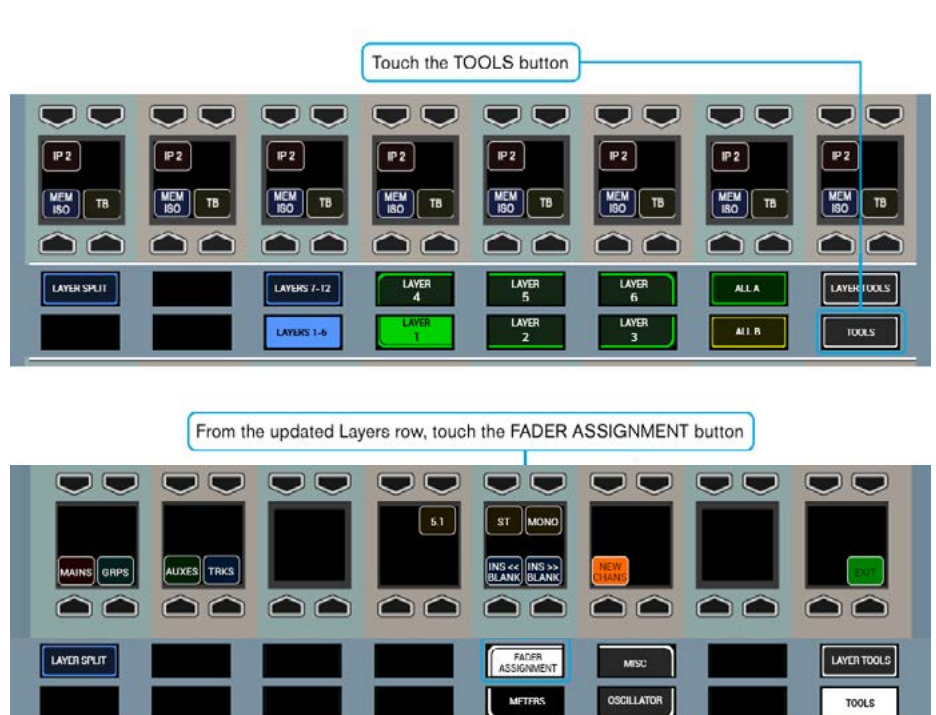 Touch the TOOLS button
IP 2 IP 2 IP 2 IP 2 IP 2 IP 2 IP 2 IP 2
MEM ISO TB MEM ISO TB MEM ISO TB MEM ISO TB MEM ISO TB MEM ISO TB MEM ISO TB MEM ISO TB
LAYER SPLIT LAYERS 7-12 LAYER 4 LAYER 5 LAYER 6 ALL A LAYER TOOLS
LAYERS 1-6 LAYER 1 LAYER 2 LAYER 3 ALL B TOOLS
From the updated Layers row, touch the FADER ASSIGNMENT button
5.1 ST MONO
MAINS GRPS AUXES TRKS INS << BLANK INS >> BLANK NEW CHANS EXIT
LAYER SPLIT FADER ASSIGNMENT MISC LAYER TOOLS
METERS OSCILLATOR TOOLS